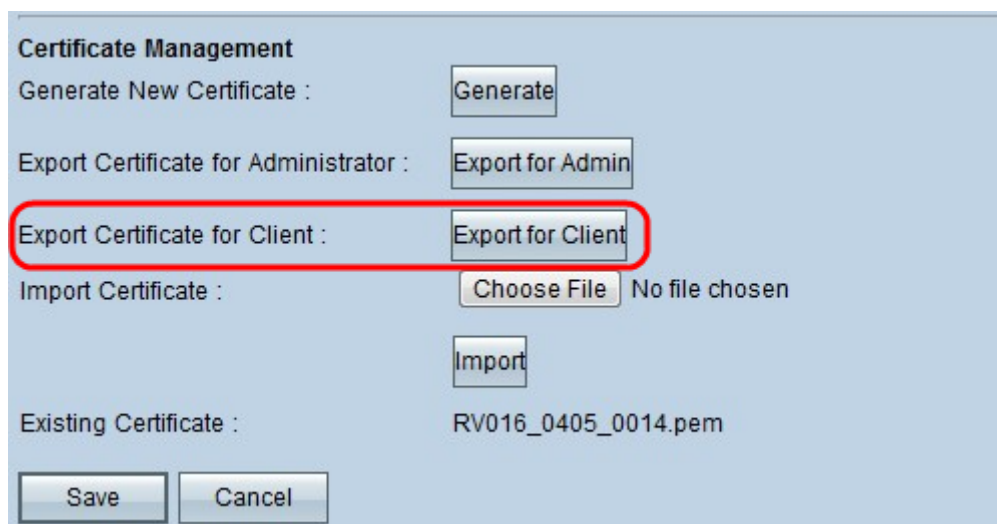 Certificate Management
Generate New Certificate : Generate
Export Certificate for Administrator : Export for Admin
Export Certificate for Client : Export for Client
Import Certificate : Choose File No file chosen
Import
Existing Certificate : RV016_0405_0014.pem
Save Cancel